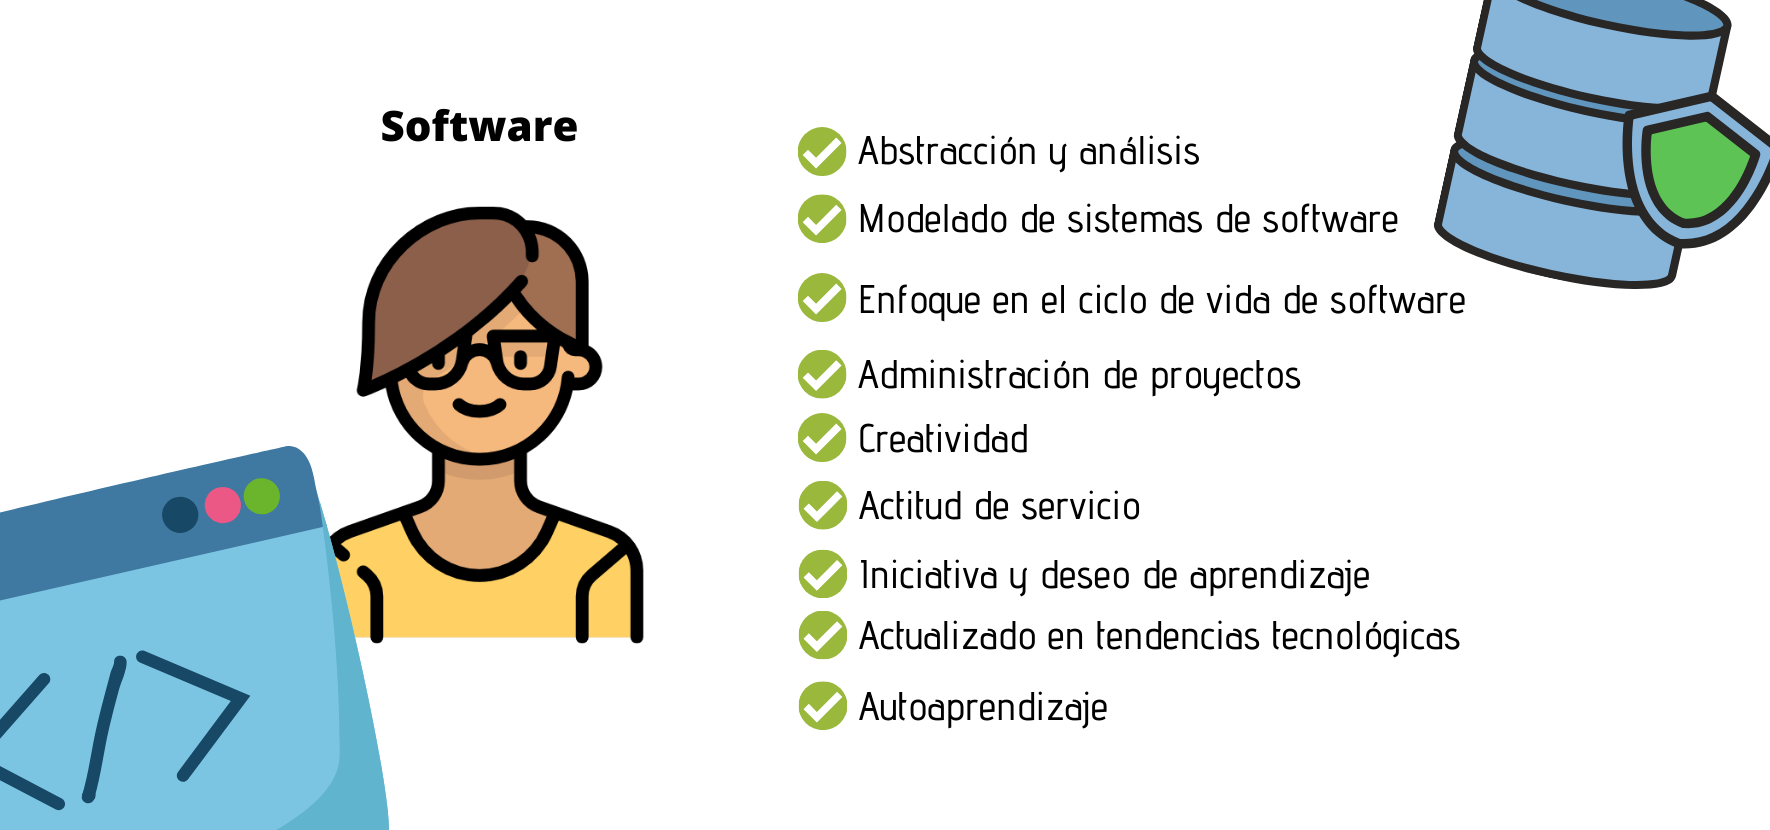 Software
Abstracción y análisis
Modelado de sistemas de software
Enfoque en el ciclo de vida de software
Administración de proyectos
Creatividad
Actitud de servicio
Iniciativa y deseo de aprendizaje
Actualizado en tendencias tecnológicas
Autoaprendizaje
</>